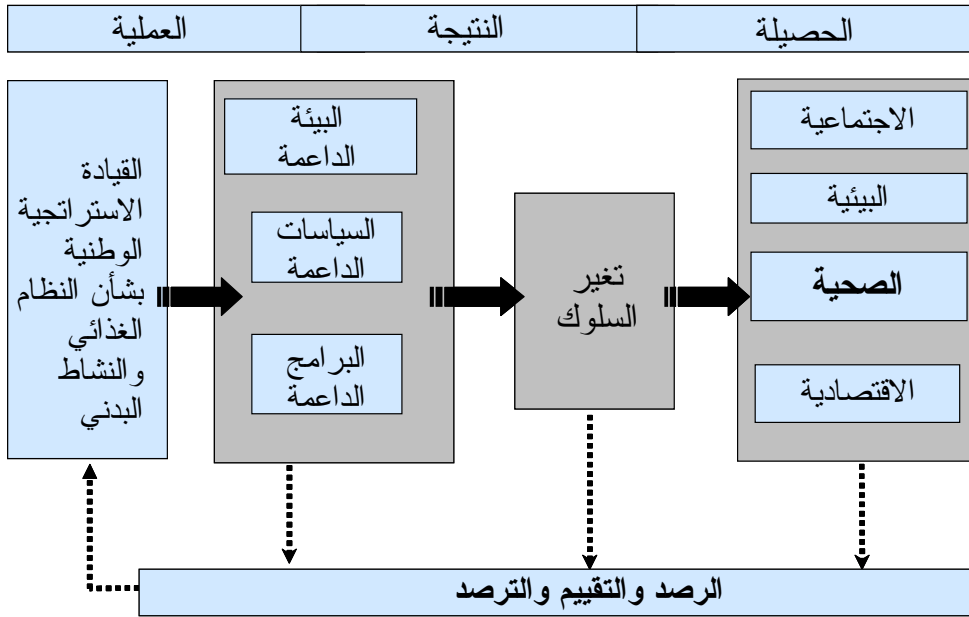 العملية
النتيجة
الحصيلة
القيادة
الاستراتجية
الوطنية
بشأن النظام
الغذائي
والنشاط
البدني
البيئة
الداعمة
السياسات
الداعمة
البرامج
الداعمة
تغير
السلوك
الاجتماعية
البيئية
الصحية
الاقتصادية
الرصد والتقييم والترصد